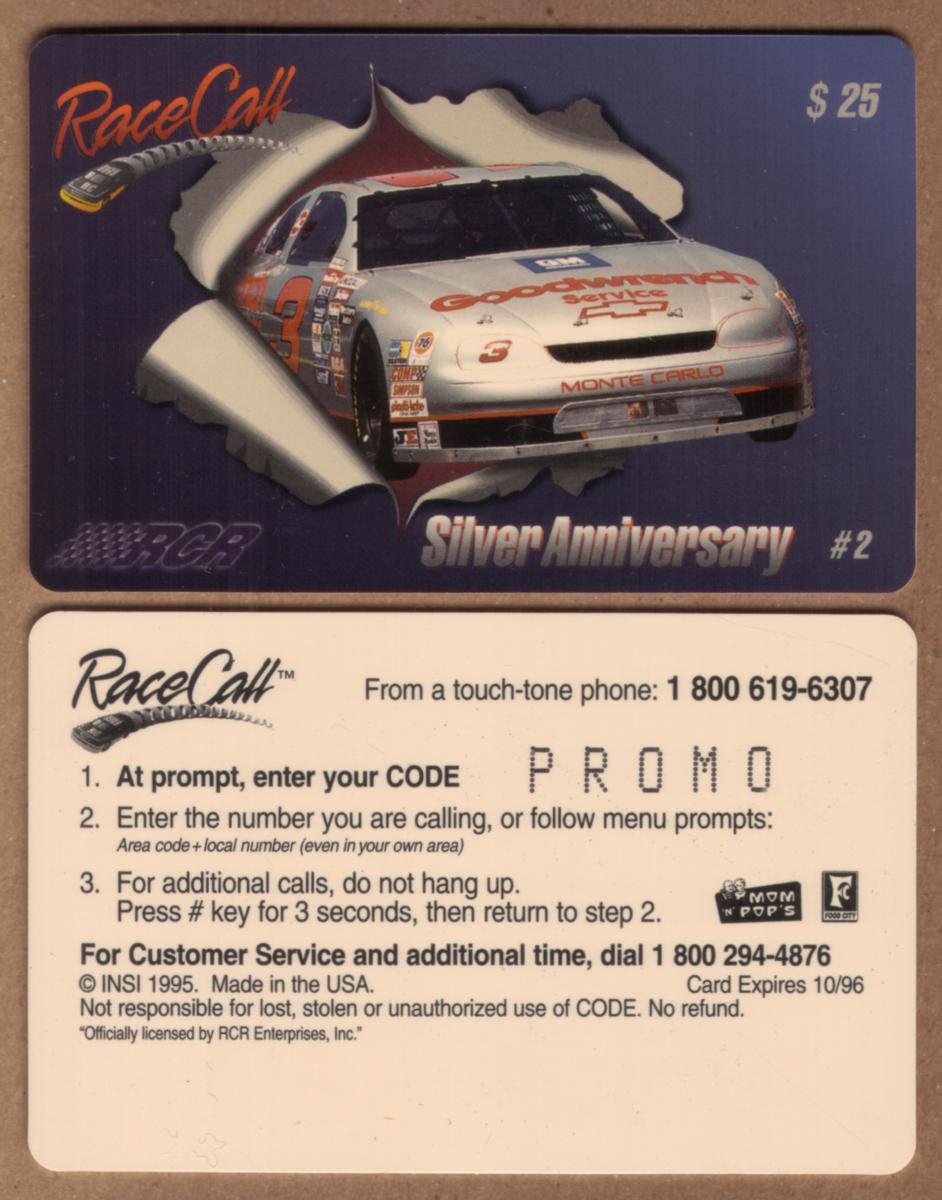 RaceCall
$ 25
GM
Goodwrench
Service
3
3
76
COMP
SIMPSON
MONTE CARLO
RCR
Silver Anniversary
#2
RaceCall™
From a touch-tone phone: 1 800 619-6307
1. At prompt, enter your CODE PROMO
2. Enter the number you are calling, or follow menu prompts:
Area code+local number (even in your own area)
3. For additional calls, do not hang up.
Press # key for 3 seconds, then return to step 2.
MOM
'N' POP'S
FC
FOOD CITY
For Customer Service and additional time, dial 1 800 294-4876
© INSI 1995. Made in the USA. Card Expires 10/96
Not responsible for lost, stolen or unauthorized use of CODE. No refund.
"Officially licensed by RCR Enterprises, Inc."